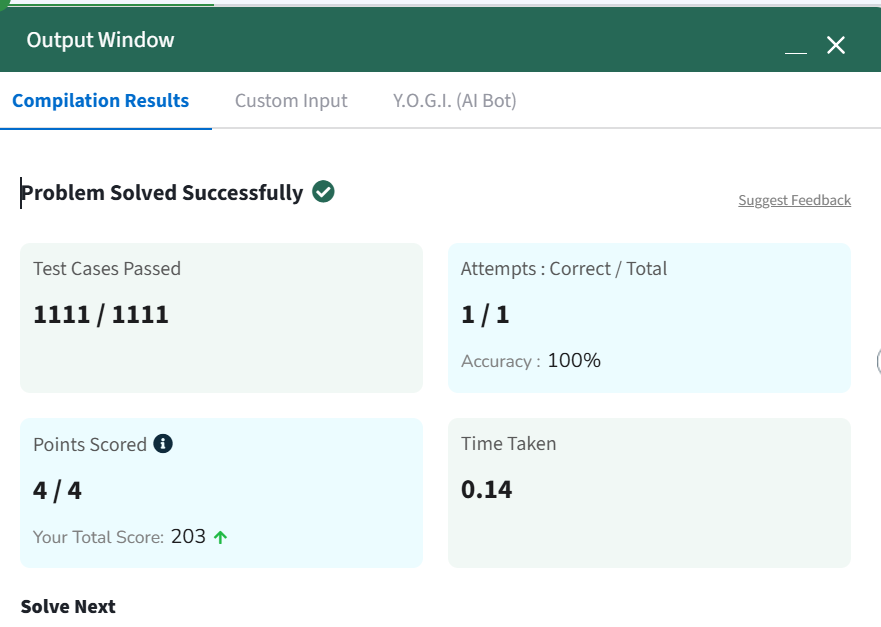 Output Window
Compilation Results
Custom Input
Y.O.G.I. (AI Bot)
Problem Solved Successfully
Suggest Feedback
Test Cases Passed
1111 / 1111
Attempts : Correct / Total
1 / 1
Accuracy : 100%
Points Scored
4 / 4
Your Total Score: 203
Time Taken
0.14
Solve Next